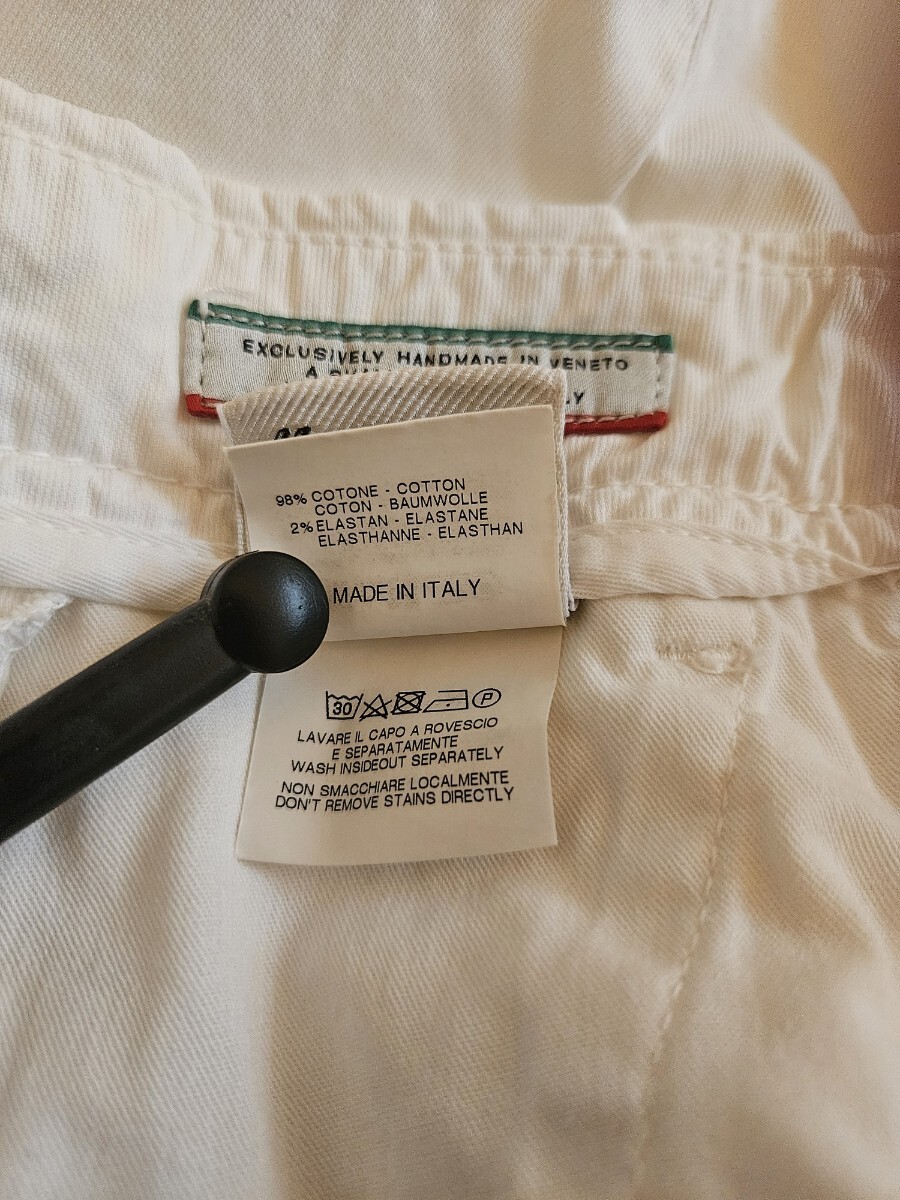 EXCLUSIVELY HANDMADE IN VENETO
A
LY
98% COTONE - COTTON
COTON - BAUMWOLLE
2% ELASTAN - ELASTANE
ELASTHANNE - ELASTHAN
MADE IN ITALY
30 P
LAVARE IL CAPO A ROVESCIO
E SEPARATAMENTE
WASH INSIDEOUT SEPARATELY
NON SMACCHIARE LOCALMENTE
DON'T REMOVE STAINS DIRECTLY